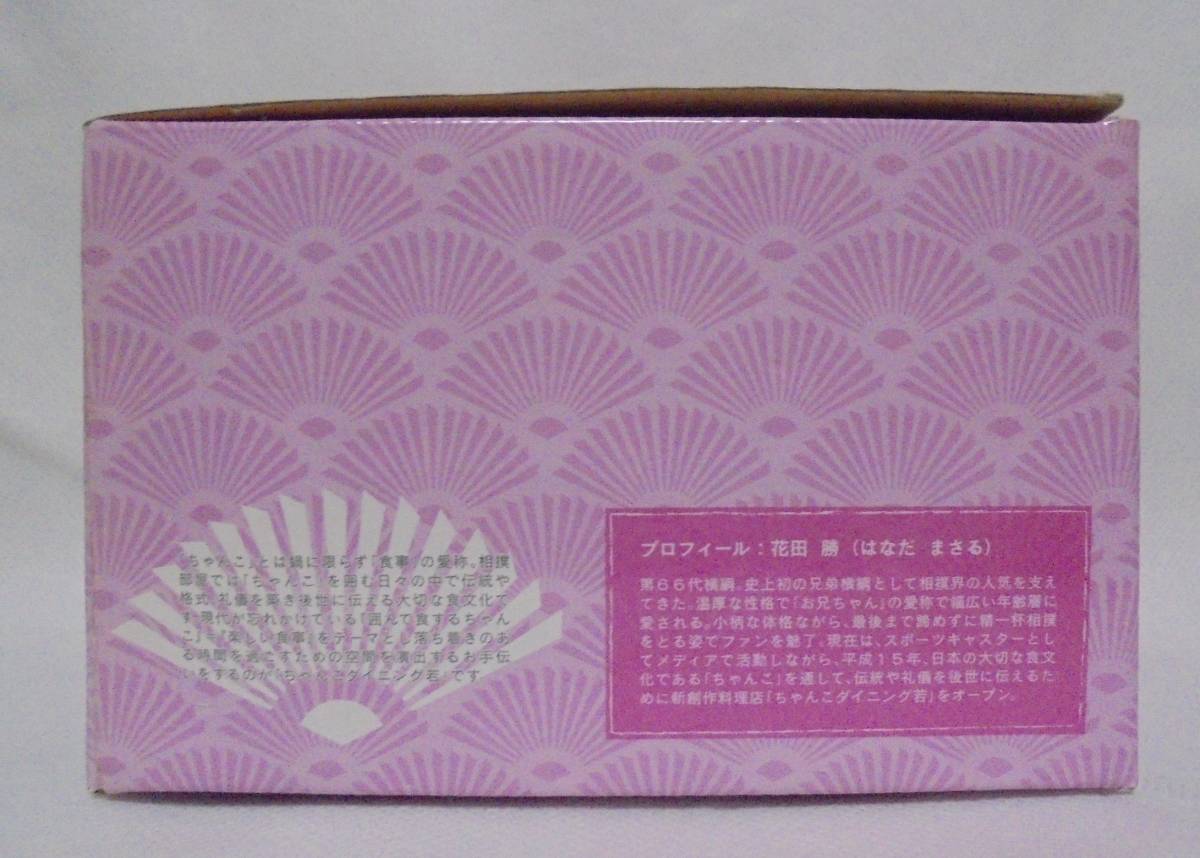 「ちゃんこ」とは鍋に限らず「食事」の愛称。相撲
部屋では「ちゃんこ」を囲む日々の中で伝統や
格式、礼儀を築き後世に伝える大切な食文化で
す。現代が忘れかけている『囲んで食するちゃん
こ』=『楽しい食事』をテーマとし落ち着きのあ
る時間を過ごすための空間を演出するお手伝
いをするのが「ちゃんこダイニング若」です。
プロフィール:花田 勝(はなだ まさる)
第66代横綱。史上初の兄弟横綱として相撲界の人気を支え
てきた。温厚な性格で「お兄ちゃん」の愛称で幅広い年齢層に
愛される。小柄な体格ながら、最後まで諦めずに精一杯相撲
をとる姿でファンを魅了。現在は、スポーツキャスターとし
てメディアで活動しながら、平成15年、日本の大切な食文
化である「ちゃんこ」を通して、伝統や礼儀を後世に伝えるた
めに新創作料理店「ちゃんこダイニング若」をオープン。